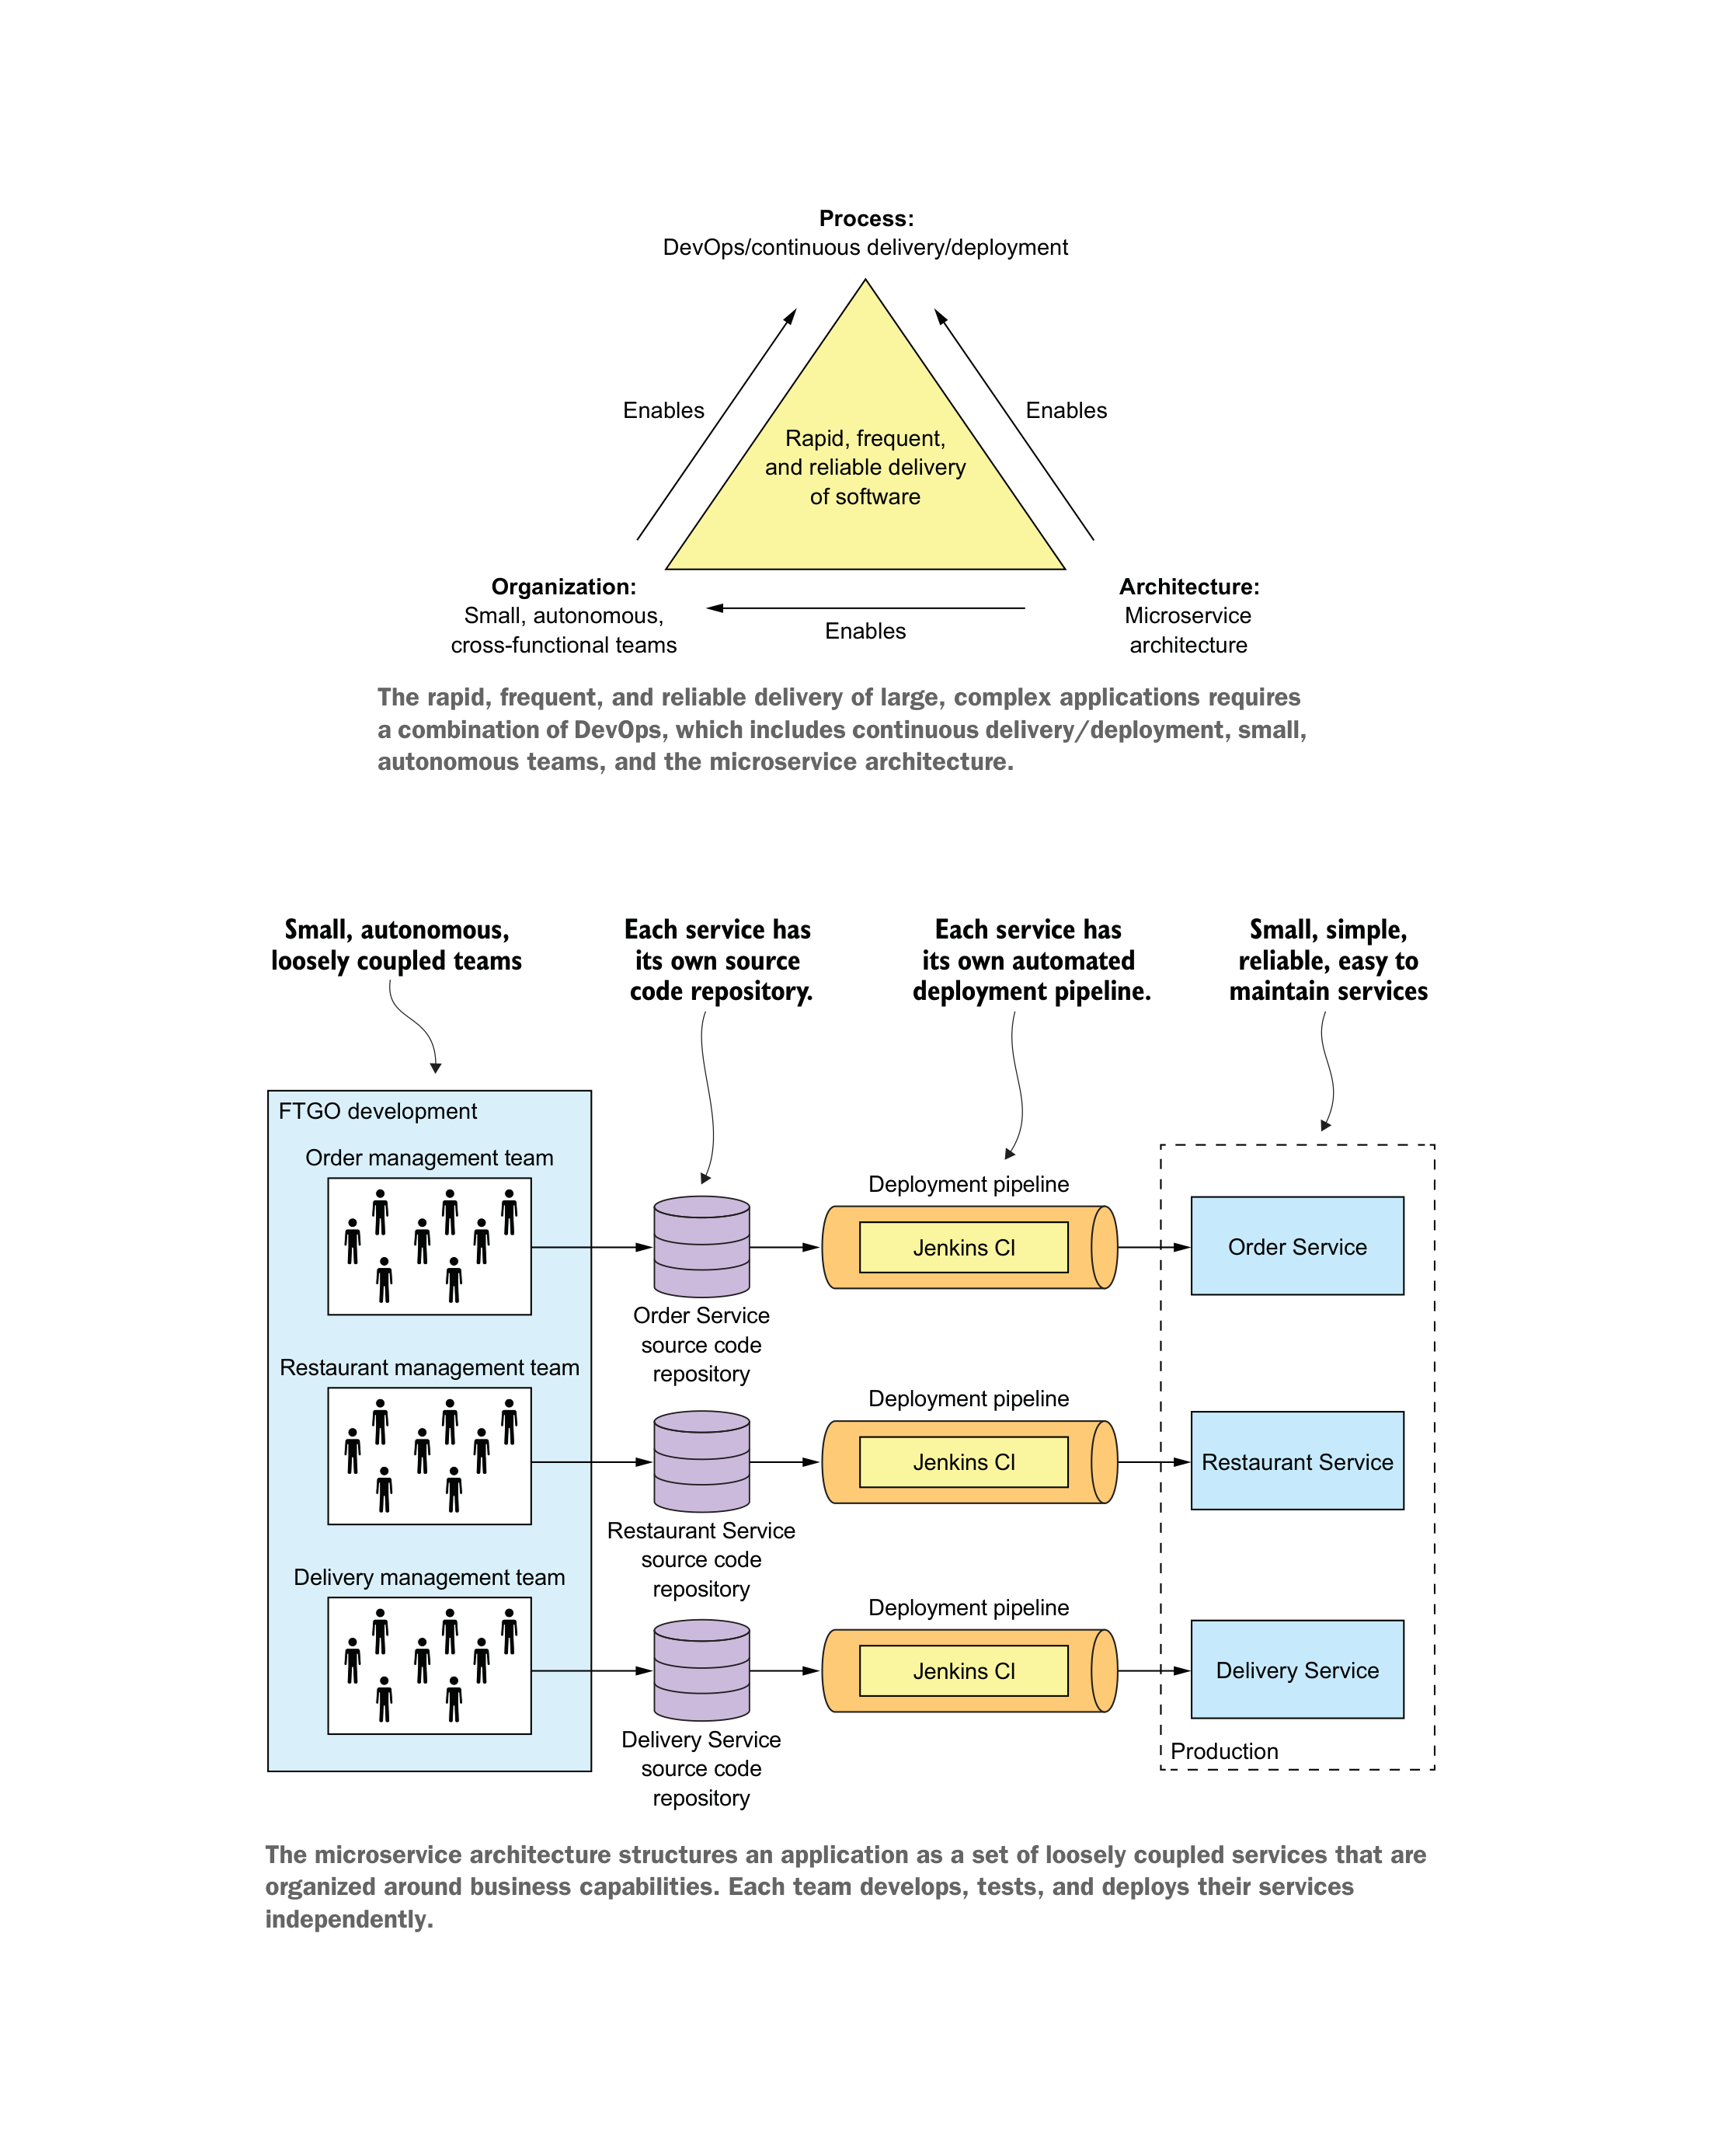 Process:
DevOps/continuous delivery/deployment
Enables
Enables
Rapid, frequent,
and reliable delivery
of software
Organization:
Small, autonomous,
cross-functional teams
Enables
Architecture:
Microservice
architecture
The rapid, frequent, and reliable delivery of large, complex applications requires
a combination of DevOps, which includes continuous delivery/deployment, small,
autonomous teams, and the microservice architecture.
Small, autonomous,
loosely coupled teams
Each service has
its own source
code repository.
Each service has
its own automated
deployment pipeline.
Small, simple,
reliable, easy to
maintain services
FTGO development
Order management team
Deployment pipeline
Jenkins CI
Order Service
Order Service
source code
repository
Restaurant management team
Deployment pipeline
Jenkins CI
Restaurant Service
Restaurant Service
source code
repository
Delivery management team
Deployment pipeline
Jenkins CI
Delivery Service
Delivery Service
source code
repository
Production
The microservice architecture structures an application as a set of loosely coupled services that are
organized around business capabilities. Each team develops, tests, and deploys their services
independently.